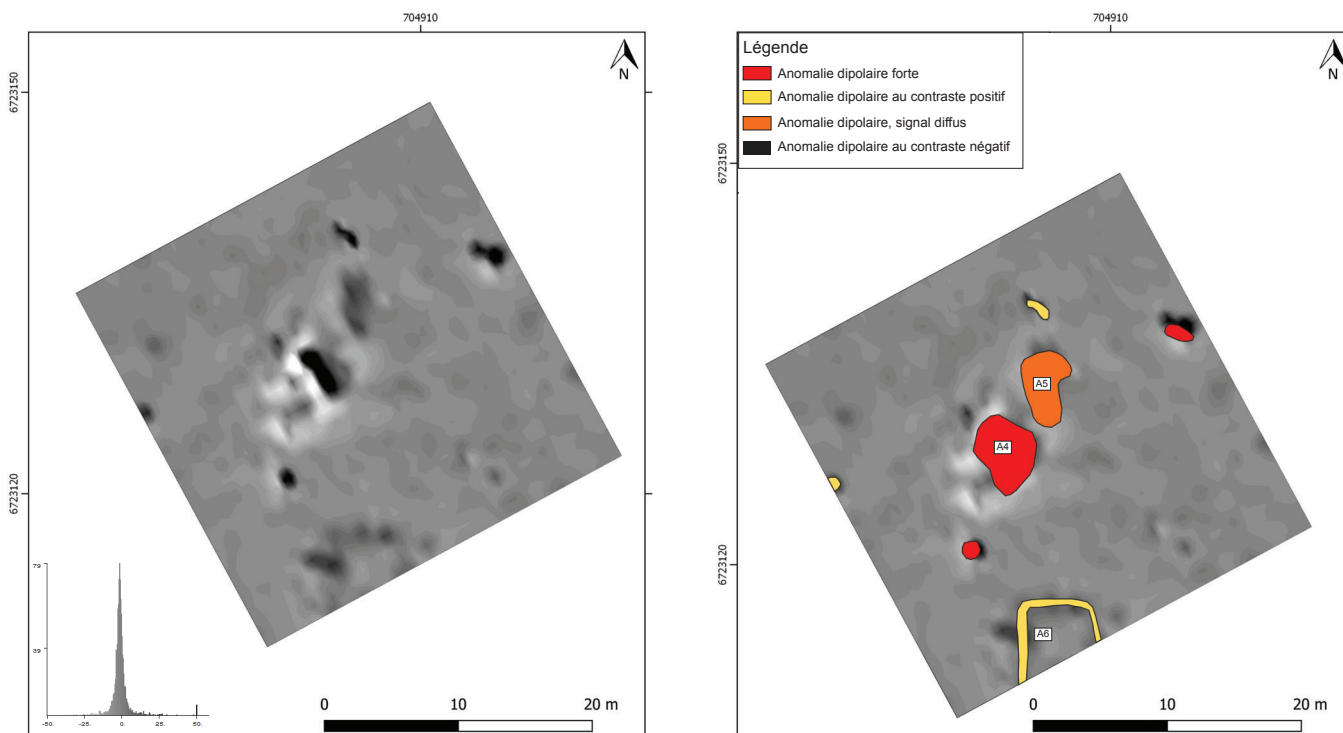 704910
N
6723150
6723120
79
39
-50.
-25.
0.
25.
50.
0
10
20 m
704910
N
Légende
Anomalie dipolaire forte
Anomalie dipolaire au contraste positif
Anomalie dipolaire, signal diffus
Anomalie dipolaire au contraste négatif
6723150
6723120
A5
A4
A6
0
10
20 m